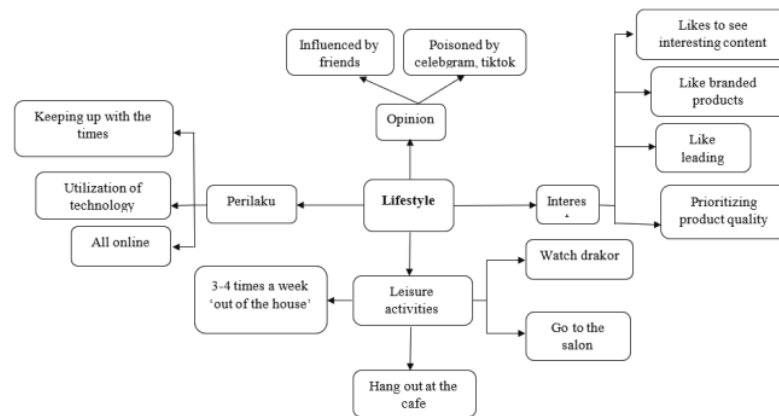 Likes to see
interesting content
Influenced by
friends
Poisoned by
celebgram, tiktok
Like branded
products
Keeping up with the
times
Opinion
Like
leading
Utilization of
technology
Perilaku
Lifestyle
Interes
Prioritizing
product quality
All online
3-4 times a week
'out of the house'
Leisure
activities
Watch drakor
Go to the
salon
Hang out at the
cafe